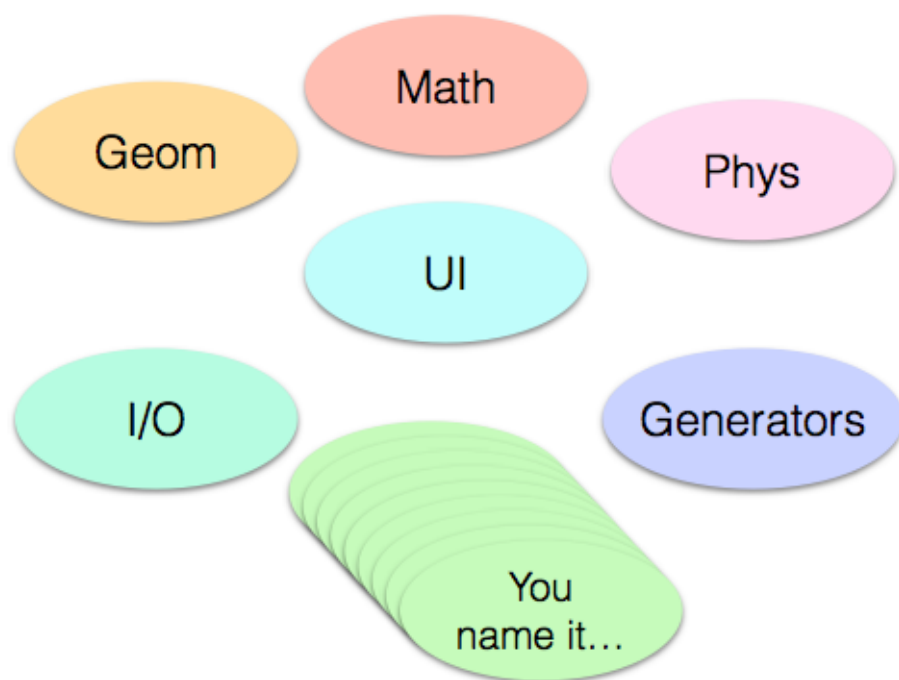 Math
Geom
Phys
UI
I/O
Generators
You
name it…